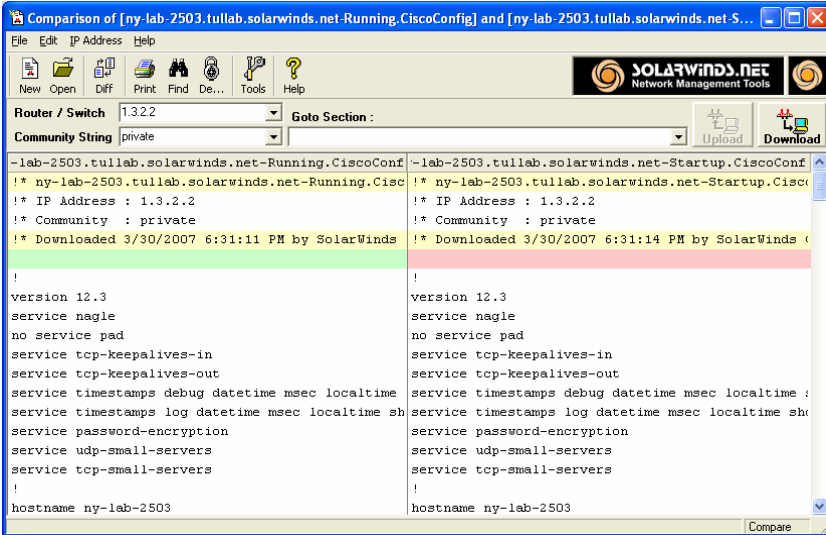 Comparison of [ny-lab-2503.tullab.solarwinds.net-Running.CiscoConfig] and [ny-lab-2503.tullab.solarwinds.net-S...
File Edit IP Address Help
New Open Diff Print Find De... Tools Help
SOLARWINDS.NET
Network Management Tools
Router / Switch 1.3.2.2
Goto Section :
Community String private
Upload Download
-lab-2503.tullab.solarwinds.net-Running.CiscoConf
!* ny-lab-2503.tullab.solarwinds.net-Running.Cisc
!* IP Address : 1.3.2.2
!* Community : private
!* Downloaded 3/30/2007 6:31:11 PM by SolarWinds
!
version 12.3
service nagle
no service pad
service tcp-keepalives-in
service tcp-keepalives-out
service timestamps debug datetime msec localtime
service timestamps log datetime msec localtime sh
service password-encryption
service udp-small-servers
service tcp-small-servers
!
hostname ny-lab-2503
-lab-2503.tullab.solarwinds.net-Startup.CiscoConf
!* ny-lab-2503.tullab.solarwinds.net-Startup.Cisc
!* IP Address : 1.3.2.2
!* Community : private
!* Downloaded 3/30/2007 6:31:14 PM by SolarWinds
!
version 12.3
service nagle
no service pad
service tcp-keepalives-in
service tcp-keepalives-out
service timestamps debug datetime msec localtime
service timestamps log datetime msec localtime sho
service password-encryption
service udp-small-servers
service tcp-small-servers
!
hostname ny-lab-2503
Compare